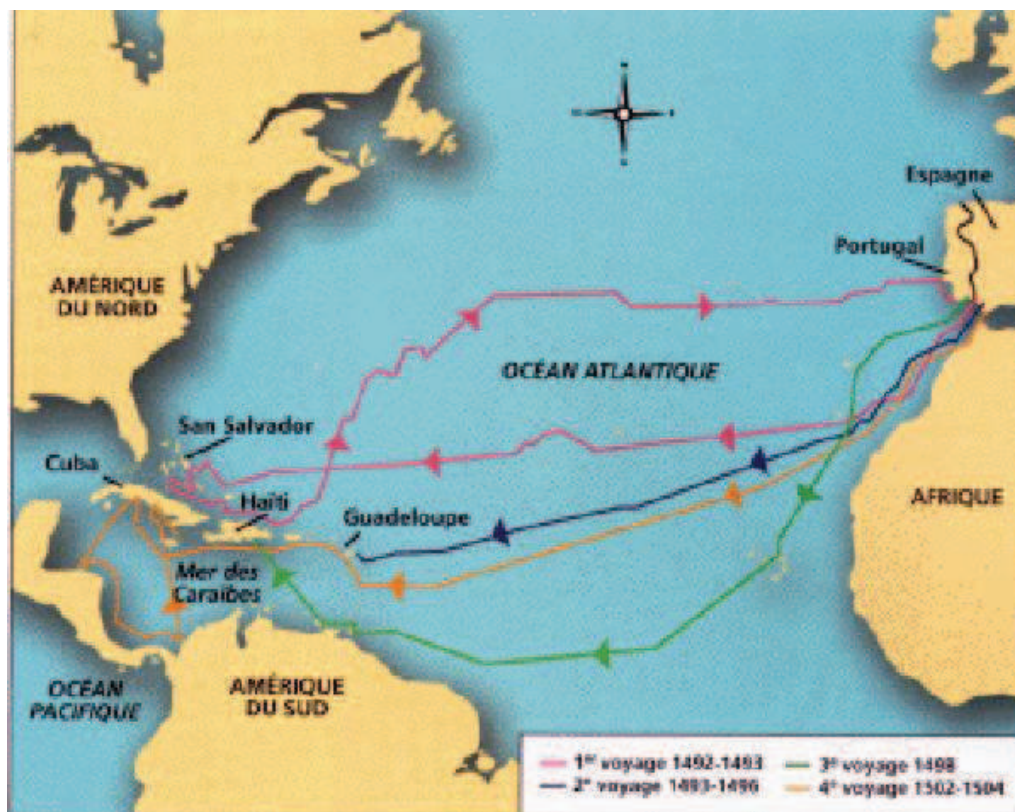 Espagne
Portugal
AMÉRIQUE
DU NORD
OCÉAN ATLANTIQUE
San Salvador
Cuba
Haïti
Guadeloupe
AFRIQUE
Mer des
Caraïbes
OCÉAN
PACIFIQUE
AMÉRIQUE
DU SUD
1er voyage 1492-1493
2e voyage 1493-1496
3e voyage 1498
4e voyage 1502-1504